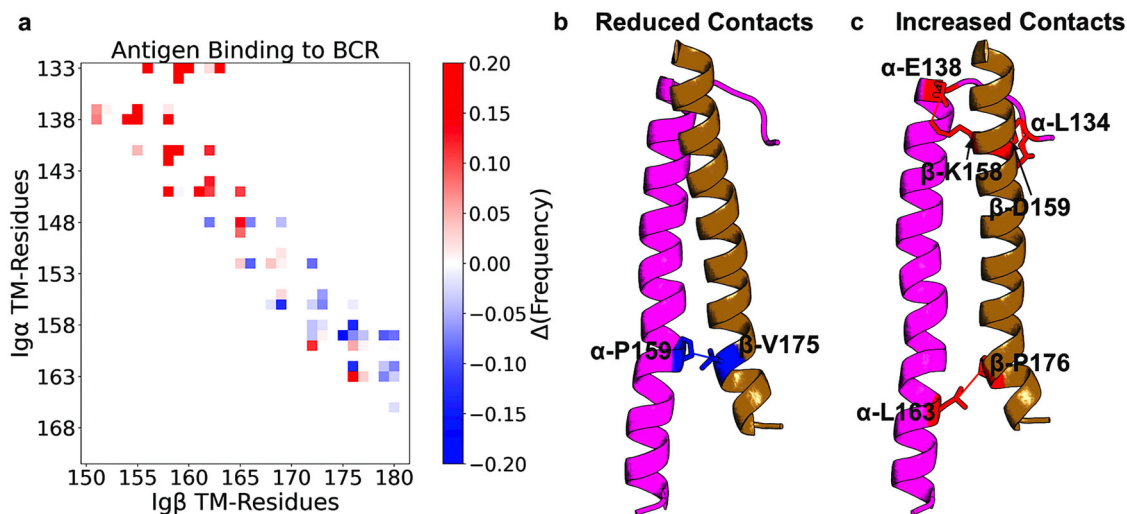 a
Antigen Binding to BCR
133
138
143
148
153
158
163
168
Igα TM-Residues
150 155 160 165 170 175 180
Igβ TM-Residues
0.20
0.15
0.10
0.05
0.00
−0.05
−0.10
−0.15
−0.20
Δ(Frequency)
b Reduced Contacts
α-P159
β-V175
c Increased Contacts
α-E138
α-L134
β-K158
β-D159
β-P176
α-L163